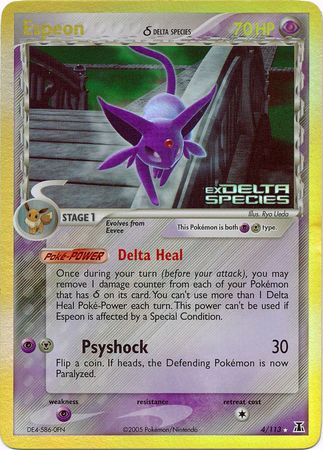 Espeon δ DELTA SPECIES 70 HP
exDELTA
SPECIES
Illus. Ryo Ueda
STAGE 1
Evolves from
Eevee
This Pokémon is both type.
Poké-POWER Delta Heal
Once during your turn (before your attack), you may
remove 1 damage counter from each of your Pokémon
that has δ on its card. You can't use more than 1 Delta
Heal Poké-Power each turn. This power can't be used if
Espeon is affected by a Special Condition.
Psyshock 30
Flip a coin. If heads, the Defending Pokémon is now
Paralyzed.
weakness resistance retreat cost
DE4-586-0FN ©2005 Pokémon/Nintendo 4/113